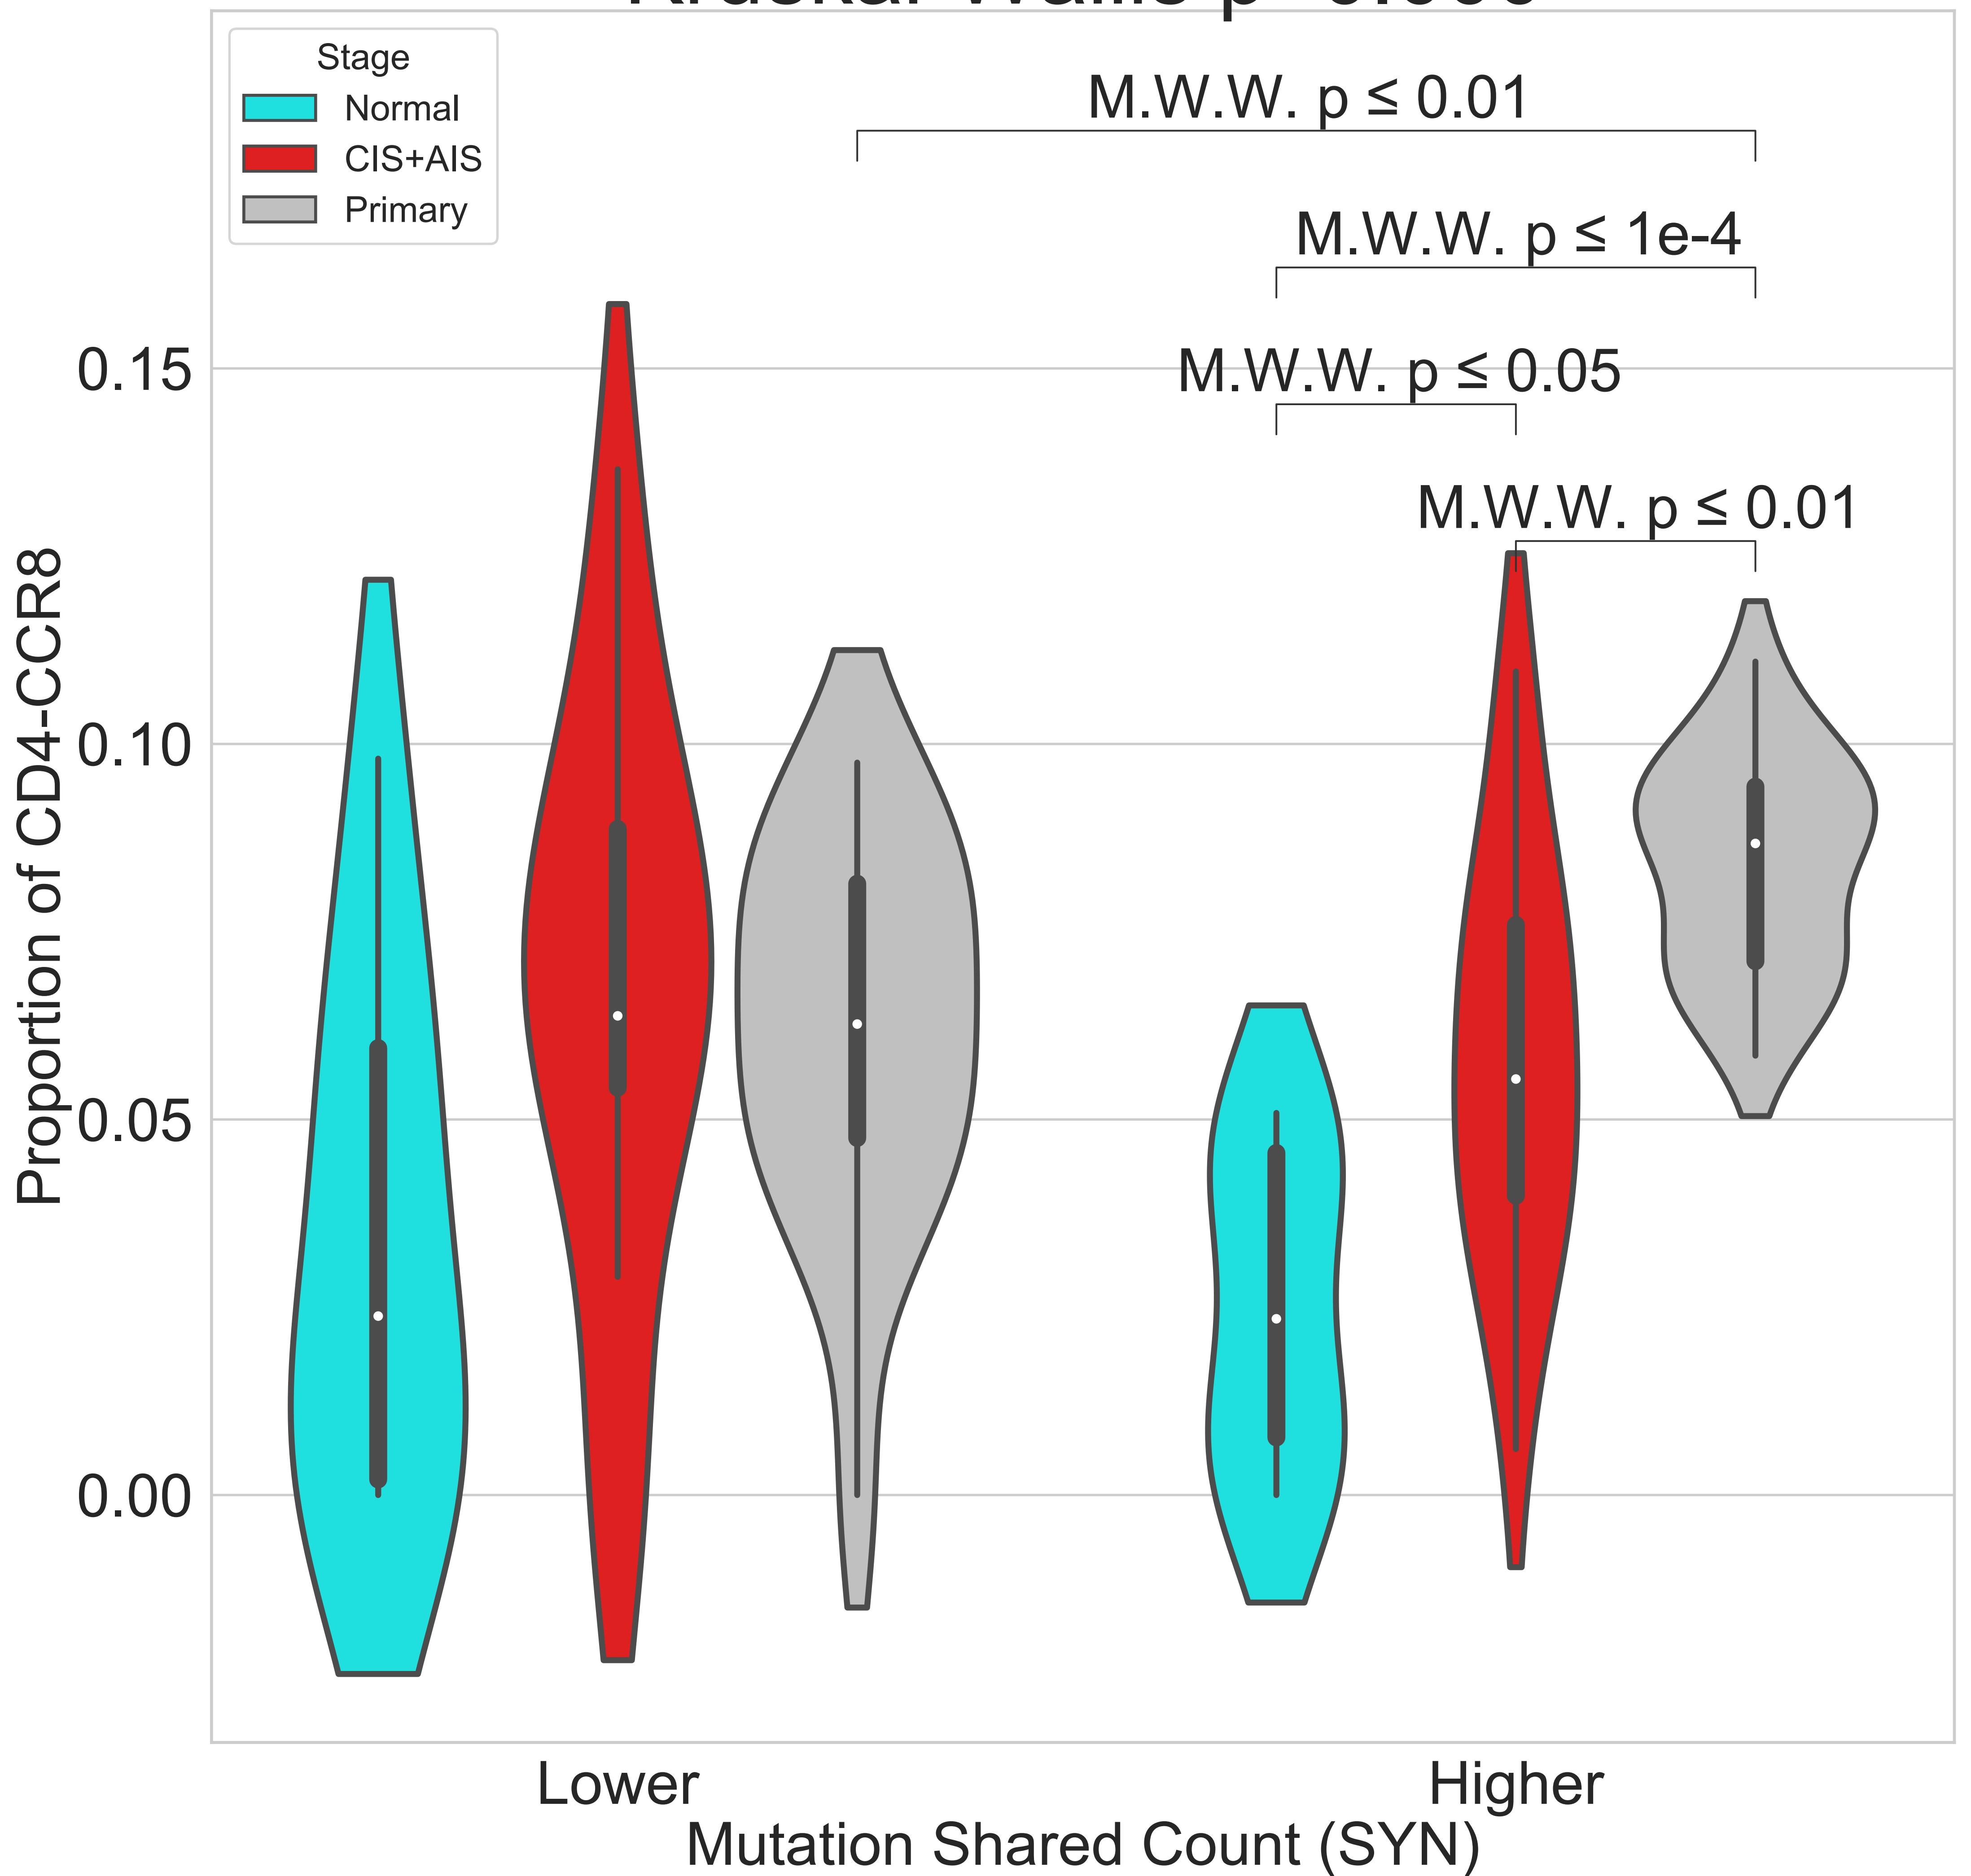 Stage
Normal
CIS+AIS
Primary
M.W.W. p ≤ 0.01
M.W.W. p ≤ 1e-4
M.W.W. p ≤ 0.05
M.W.W. p ≤ 0.01
0.15
0.10
0.05
0.00
Proportion of CD4-CCR8
Lower
Higher
Mutation Shared Count (SYN)